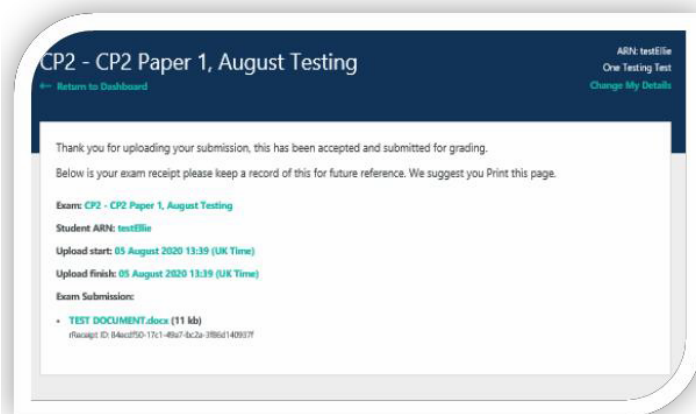 CP2 - CP2 Paper 1, August Testing
← Return to Dashboard
ARN: testEllie
One Testing Test
Change My Details
Thank you for uploading your submission, this has been accepted and submitted for grading.
Below is your exam receipt please keep a record of this for future reference. We suggest you Print this page.
Exam: CP2 - CP2 Paper 1, August Testing
Student ARN: testEllie
Upload start: 05 August 2020 13:39 (UK Time)
Upload finish: 05 August 2020 13:39 (UK Time)
Exam Submission:
• TEST DOCUMENT.docx (11 kb)